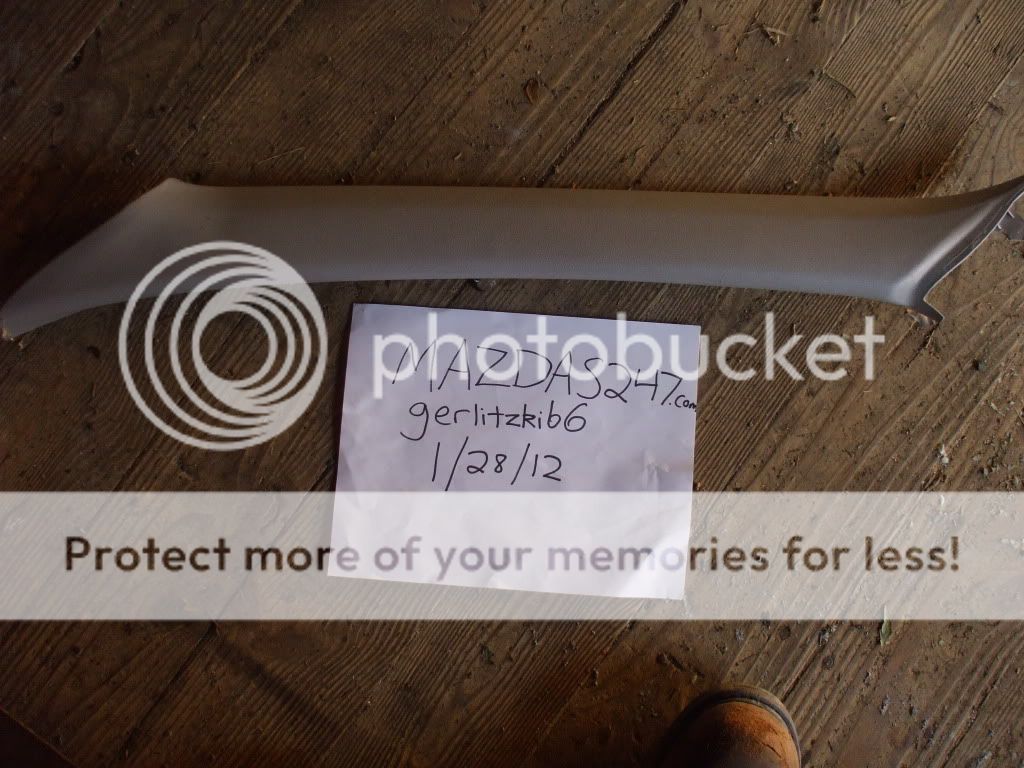 photobucket
MAZDAS247.com
gerlitzkib6
1/28/12
Protect more of your memories for less!